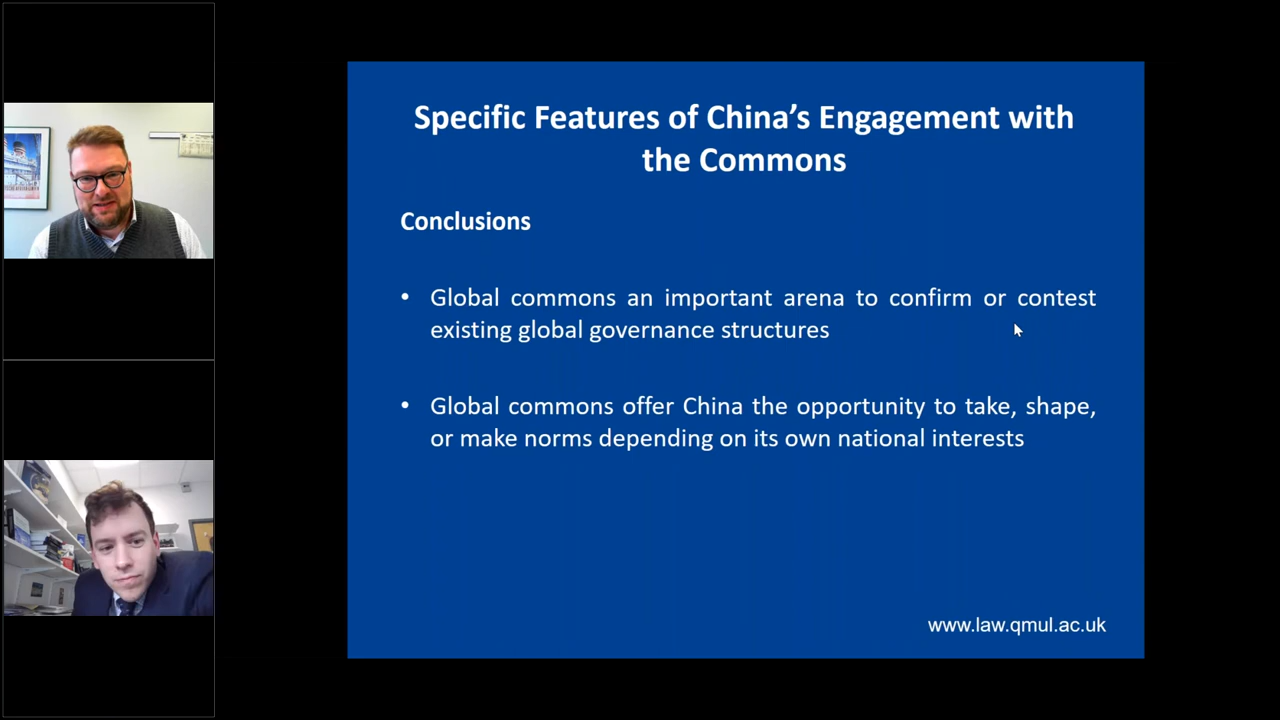 Specific Features of China’s Engagement with
the Commons
Conclusions
• Global commons an important arena to confirm or contest
existing global governance structures
• Global commons offer China the opportunity to take, shape,
or make norms depending on its own national interests
www.law.qmul.ac.uk